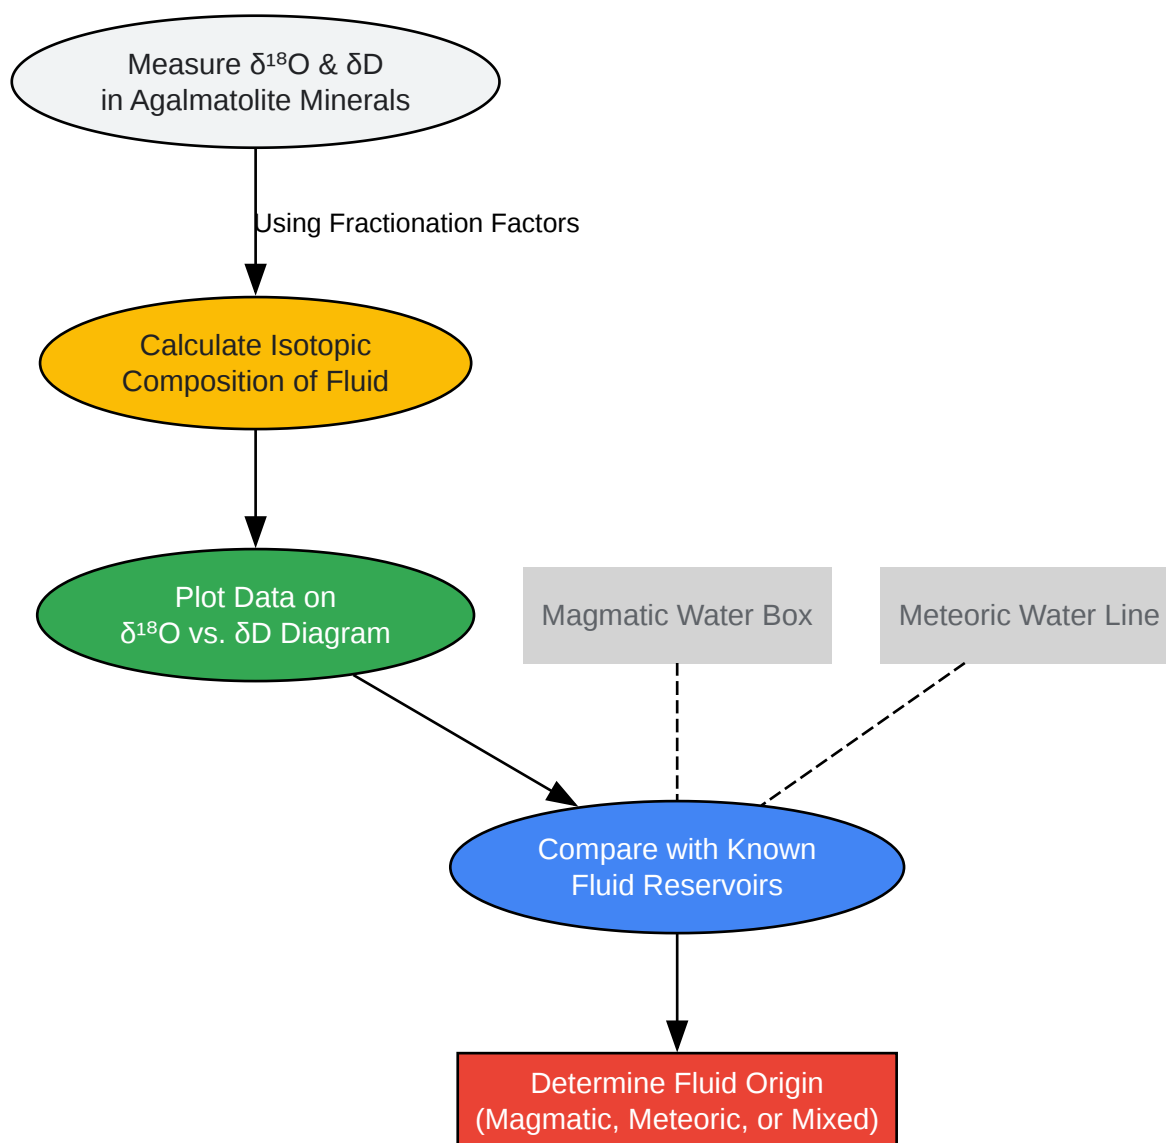 Measure δ¹⁸O & δD
in Agalmatolite Minerals
Using Fractionation Factors
Calculate Isotopic
Composition of Fluid
Plot Data on
δ¹⁸O vs. δD Diagram
Magmatic Water Box
Meteoric Water Line
Compare with Known
Fluid Reservoirs
Determine Fluid Origin
(Magmatic, Meteoric, or Mixed)